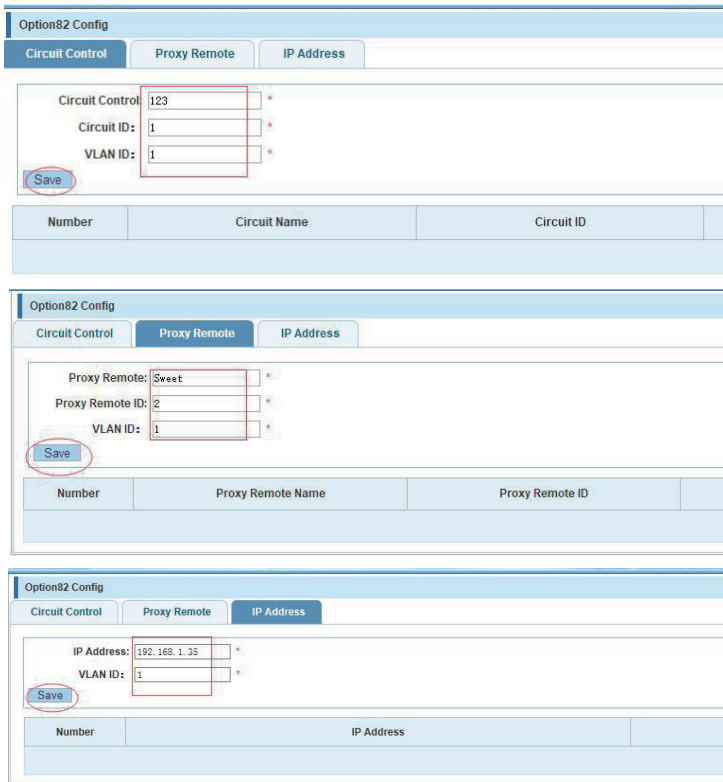 Option82 Config
Circuit Control Proxy Remote IP Address
Circuit Control: 123 *
Circuit ID: 1 *
VLAN ID: 1 *
Save
Number Circuit Name Circuit ID
Option82 Config
Circuit Control Proxy Remote IP Address
Proxy Remote: Sweet *
Proxy Remote ID: 2 *
VLAN ID: 1 *
Save
Number Proxy Remote Name Proxy Remote ID
Option82 Config
Circuit Control Proxy Remote IP Address
IP Address: 192.168.1.35 *
VLAN ID: 1 *
Save
Number IP Address